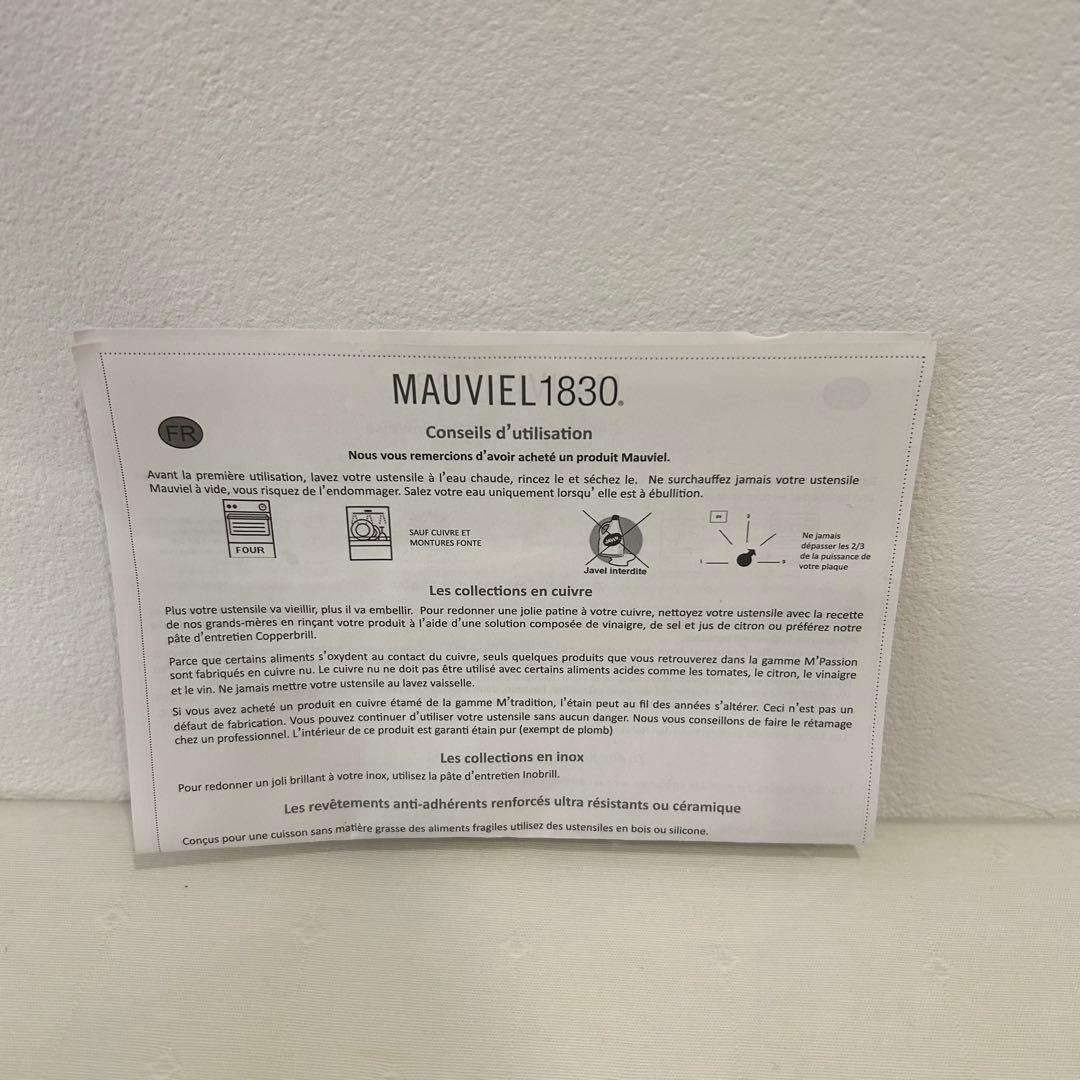 MAUVIEL1830®
FR
Conseils d'utilisation
Nous vous remercions d'avoir acheté un produit Mauviel.
Avant la première utilisation, lavez votre ustensile à l'eau chaude, rincez le et séchez le. Ne surchauffez jamais votre ustensile
Mauviel à vide, vous risquez de l'endommager. Salez votre eau uniquement lorsqu' elle est à ébullition.
FOUR
SAUF CUIVRE ET
MONTURES FONTE
JAVEL
Javel interdite
Ne jamais
dépasser les 2/3
de la puissance de
votre plaque
Les collections en cuivre
Plus votre ustensile va vieillir, plus il va embellir. Pour redonner une jolie patine à votre cuivre, nettoyez votre ustensile avec la recette
de nos grands-mères en rinçant votre produit à l'aide d'une solution composée de vinaigre, de sel et jus de citron ou préférez notre
pâte d'entretien Copperbrill.
Parce que certains aliments s'oxydent au contact du cuivre, seuls quelques produits que vous retrouverez dans la gamme M'Passion
sont fabriqués en cuivre nu. Le cuivre nu ne doit pas être utilisé avec certains aliments acides comme les tomates, le citron, le vinaigre
et le vin. Ne jamais mettre votre ustensile au lavez vaisselle.
Si vous avez acheté un produit en cuivre étamé de la gamme M'tradition, l'étain peut au fil des années s'altérer. Ceci n'est pas un
défaut de fabrication. Vous pouvez continuer d'utiliser votre ustensile sans aucun danger. Nous vous conseillons de faire le rétamage
chez un professionnel. L'intérieur de ce produit est garanti étain pur (exempt de plomb)
Les collections en inox
Pour redonner un joli brillant à votre inox, utilisez la pâte d'entretien Inobrill.
Les revêtements anti-adhérents renforcés ultra résistants ou céramique
Conçus pour une cuisson sans matière grasse des aliments fragiles utilisez des ustensiles en bois ou silicone.